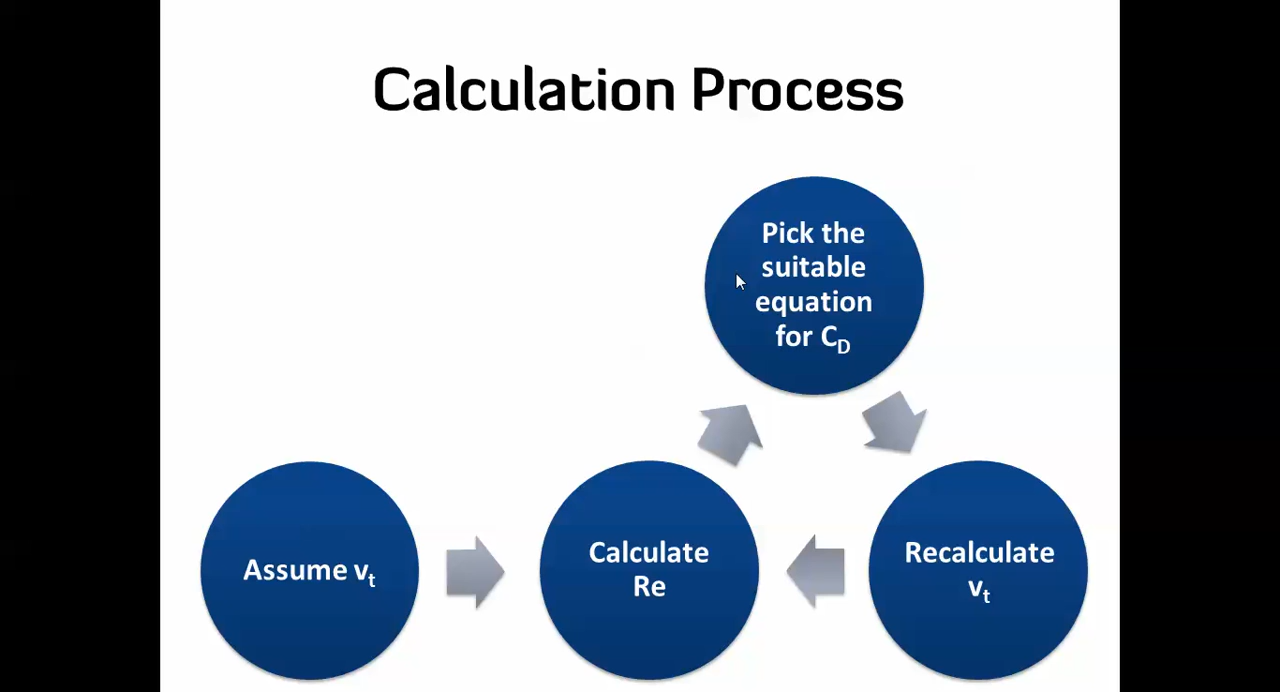 Calculation Process
Pick the
suitable
equation
for C_D
Assume v_t
Calculate
Re
Recalculate
v_t